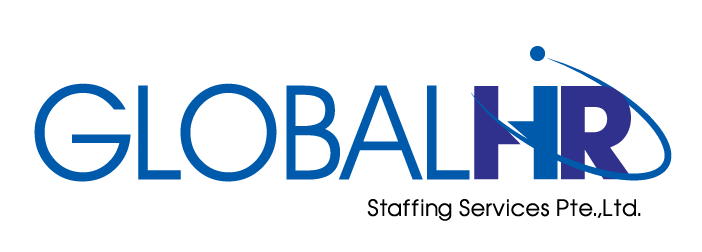 GLOBALHR
Staffing Services Pte.,Ltd.